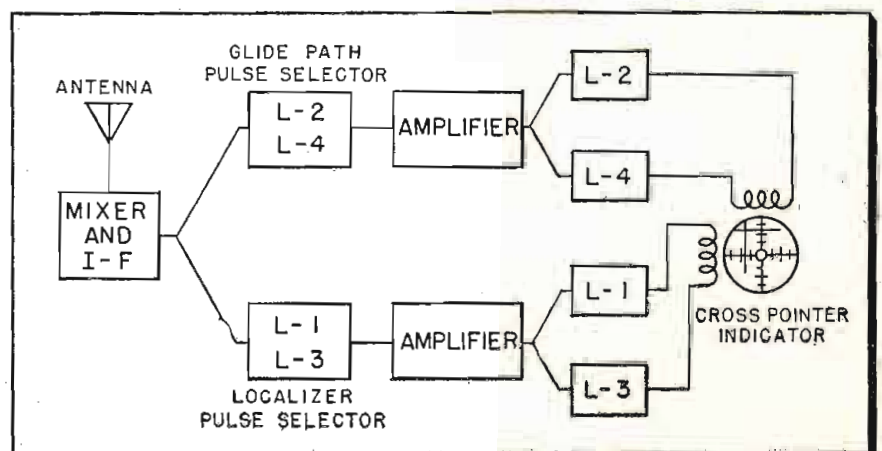 GLIDE PATH
PULSE SELECTOR
ANTENNA
L-2
L-4
AMPLIFIER
L-2
L-4
MIXER
AND
I-F
L-1
L-3
LOCALIZER
PULSE SELECTOR
AMPLIFIER
L-1
L-3
CROSS POINTER
INDICATOR